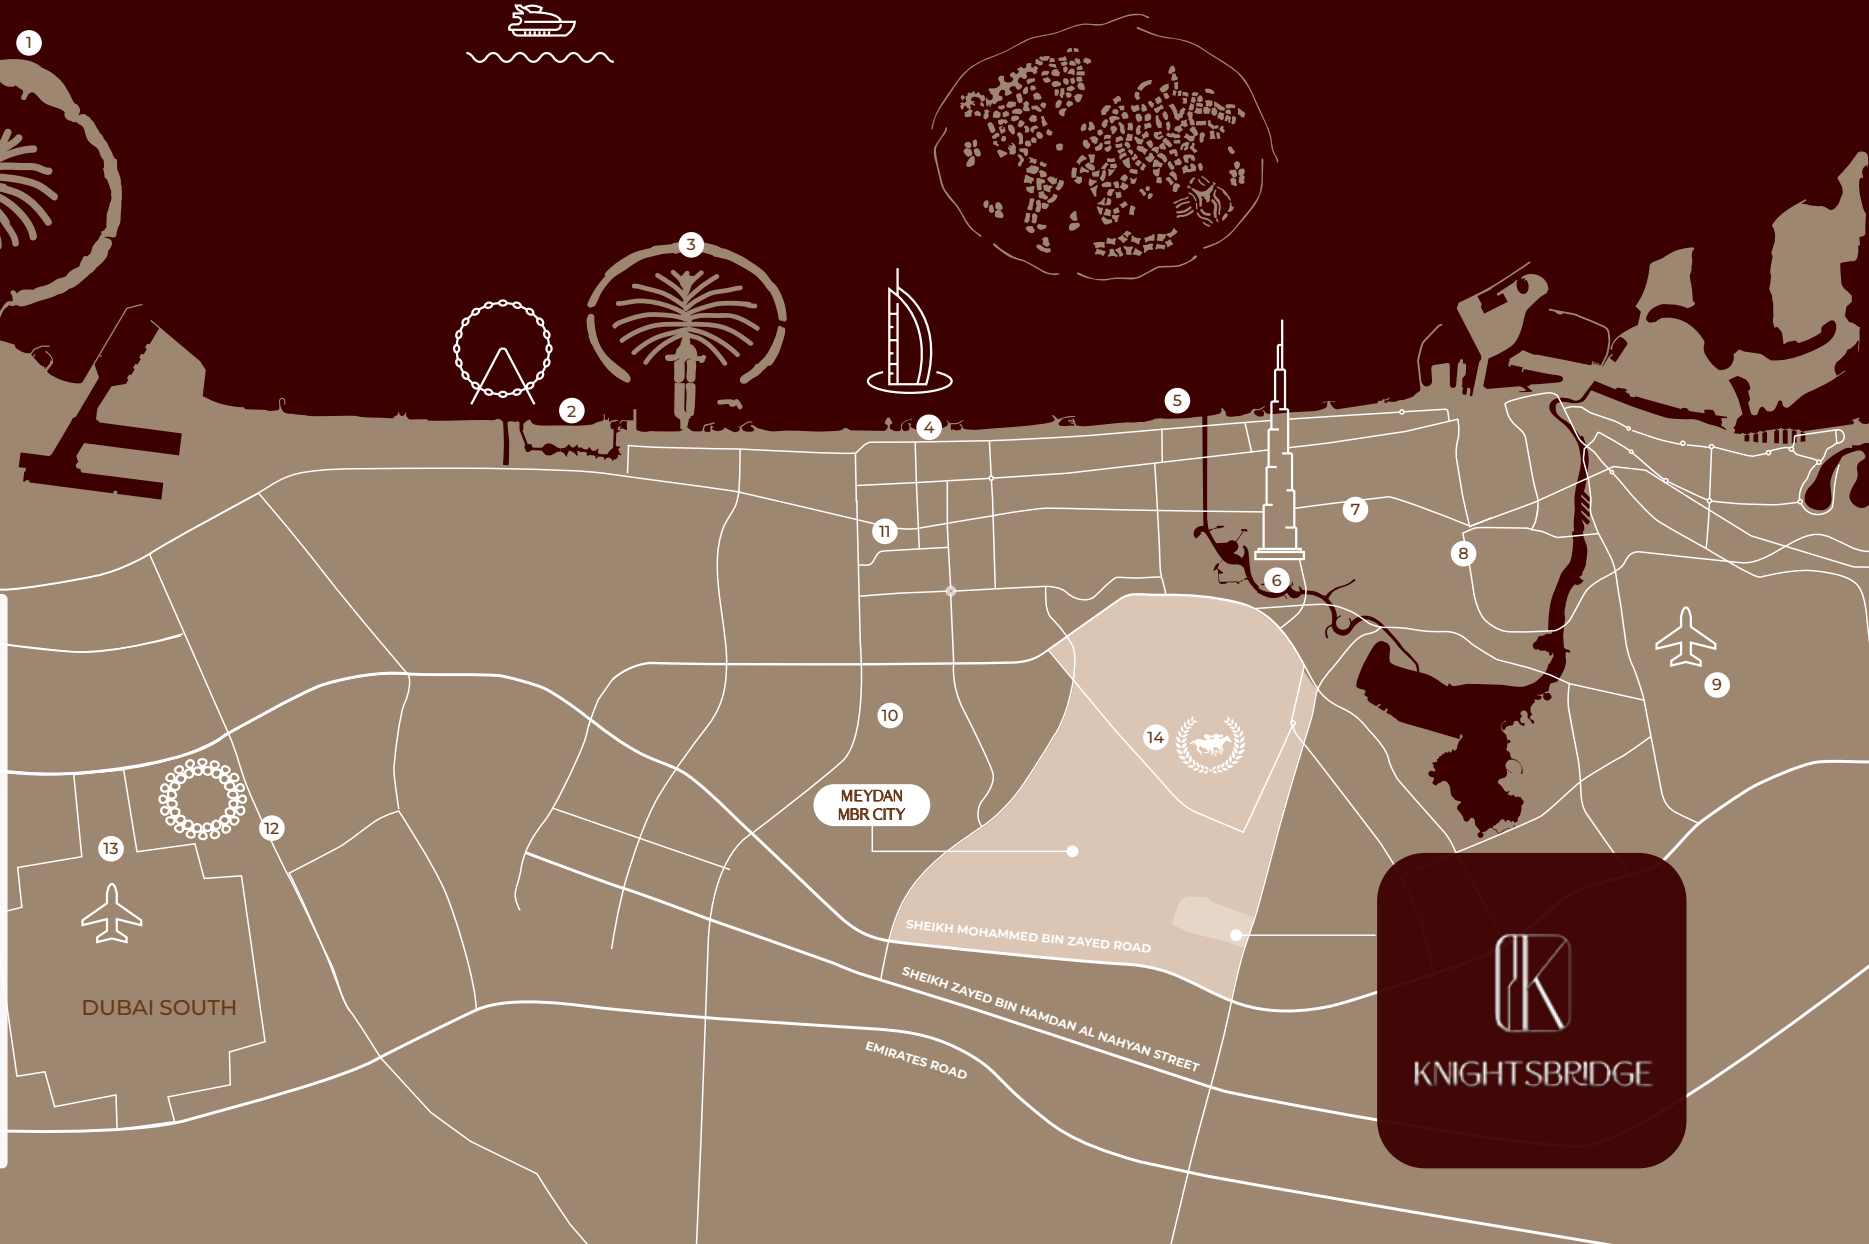 1
3
2
5
4
11
7
8
6
9
10
14
MEYDAN
MBR CITY
12
13
SHEIKH MOHAMMED BIN ZAYED ROAD
SHEIKH ZAYED BIN HAMDAN AL NAHYAN STREET
DUBAI SOUTH
EMIRATES ROAD
KNIGHTSBRIDGE